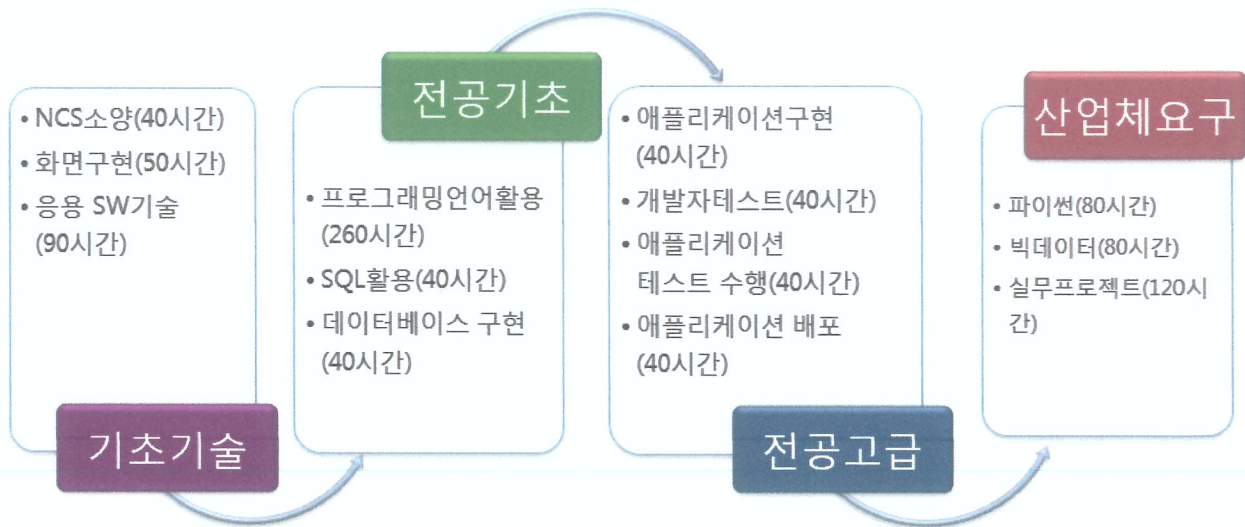 기초기술
• NCS소양(40시간)
• 화면구현(50시간)
• 응용 SW기술
(90시간)
전공기초
• 프로그래밍언어활용
(260시간)
• SQL활용(40시간)
• 데이터베이스 구현
(40시간)
전공고급
• 애플리케이션구현
(40시간)
• 개발자테스트(40시간)
• 애플리케이션
테스트 수행(40시간)
• 애플리케이션 배포
(40시간)
산업체요구
• 파이썬(80시간)
• 빅데이터(80시간)
• 실무프로젝트(120시
간)